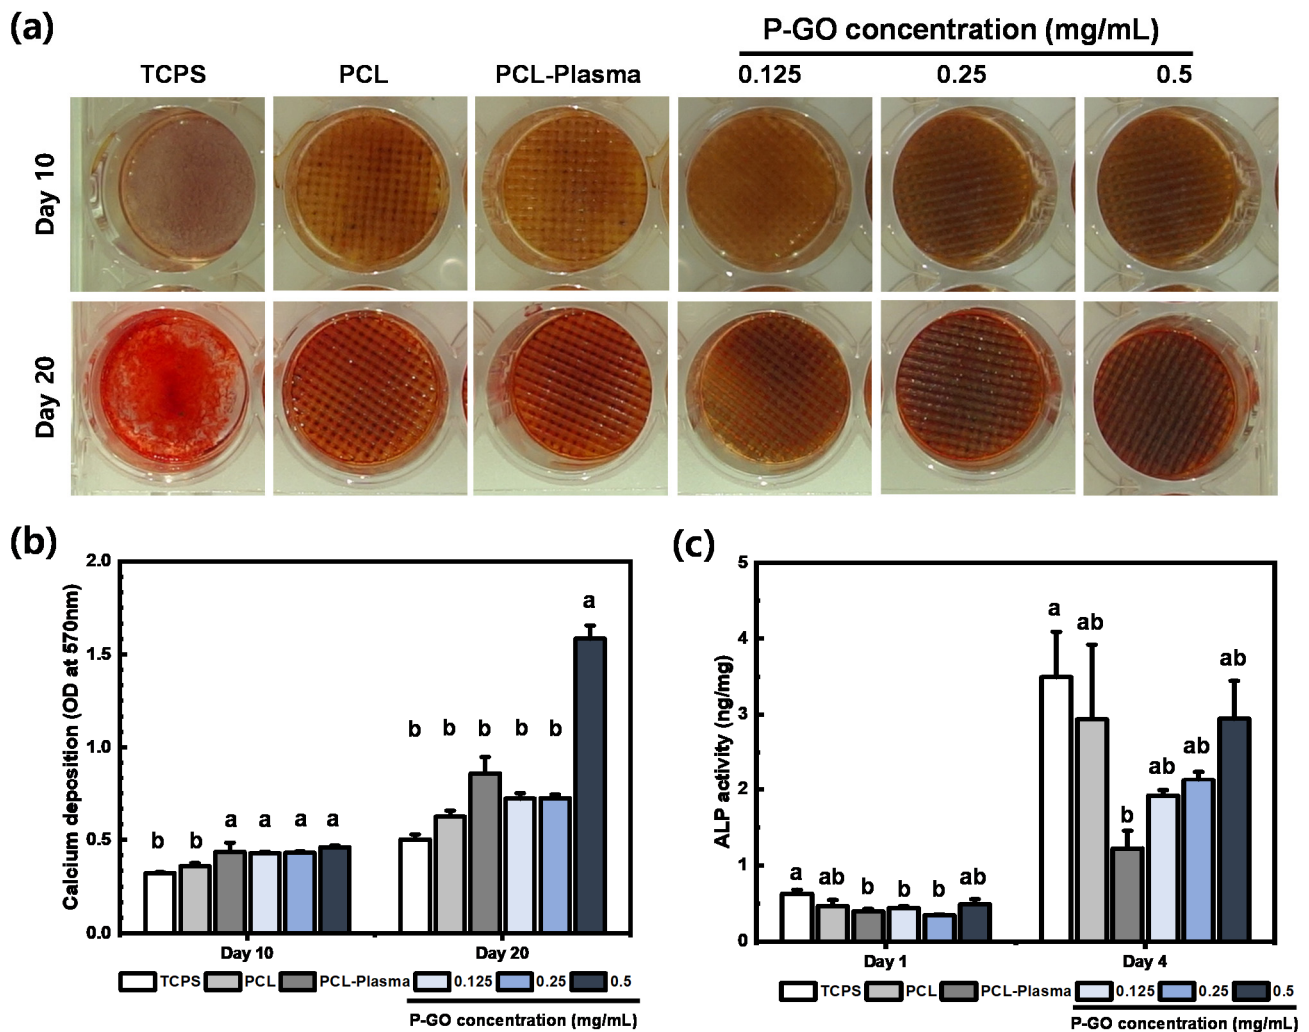 (a)
P-GO concentration (mg/mL)
TCPS PCL PCL-Plasma 0.125 0.25 0.5
Day 10
Day 20
(b)
Calcium deposition (OD at 570nm)
2.0
1.5
1.0
0.5
0.0
b b a a a a
b b b b b a
Day 10 Day 20
TCPS PCL PCL-Plasma 0.125 0.25 0.5
P-GO concentration (mg/mL)
(c)
ALP activity (ng/mg)
5
4
3
2
1
0
a ab b b b ab
a ab b ab ab ab
Day 1 Day 4
TCPS PCL PCL-Plasma 0.125 0.25 0.5
P-GO concentration (mg/mL)